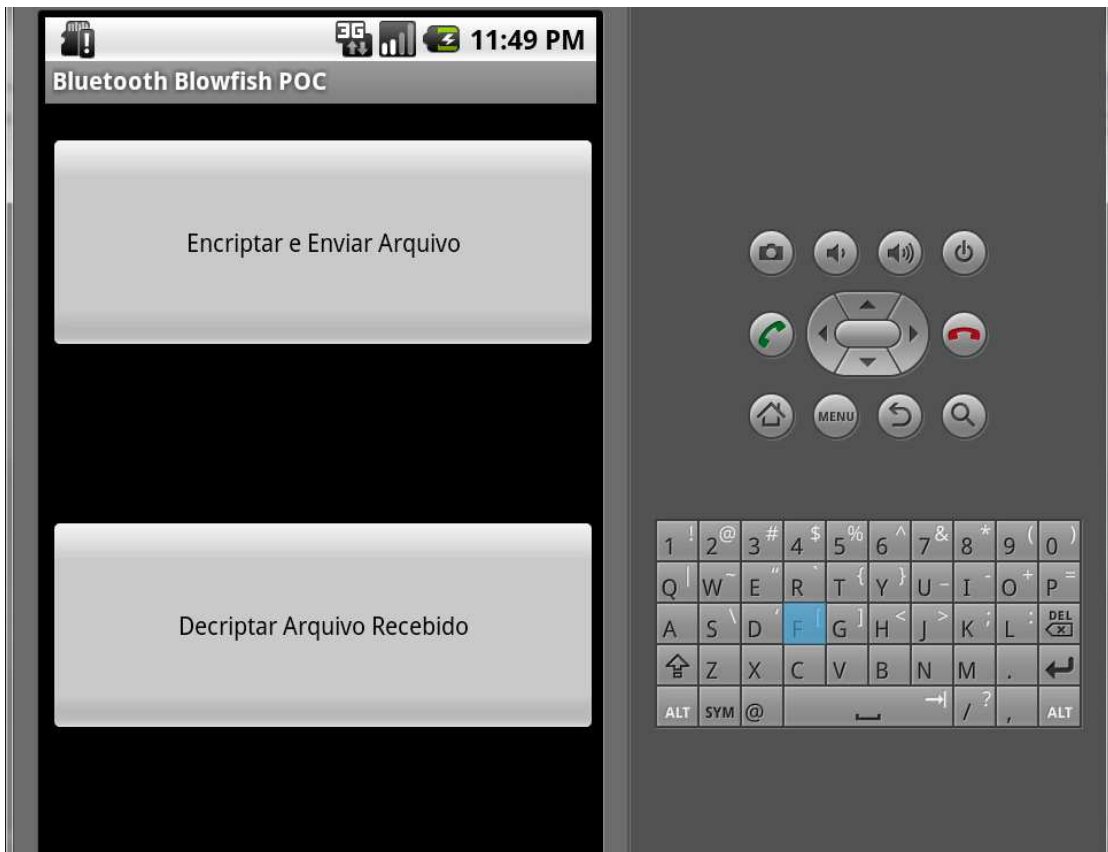 3G 11:49 PM
Bluetooth Blowfish POC
Encriptar e Enviar Arquivo
Decriptar Arquivo Recebido
MENU
1 ! 2 @ 3 # 4 $ 5 % 6 ^ 7 & 8 * 9 ( 0 )
Q | W ~ E " R ` T { Y } U _ I - O + P =
A S \ D ' F [ G ] H < J > K ; L : DEL
Z X C V B N M .
ALT SYM @ / ? , ALT